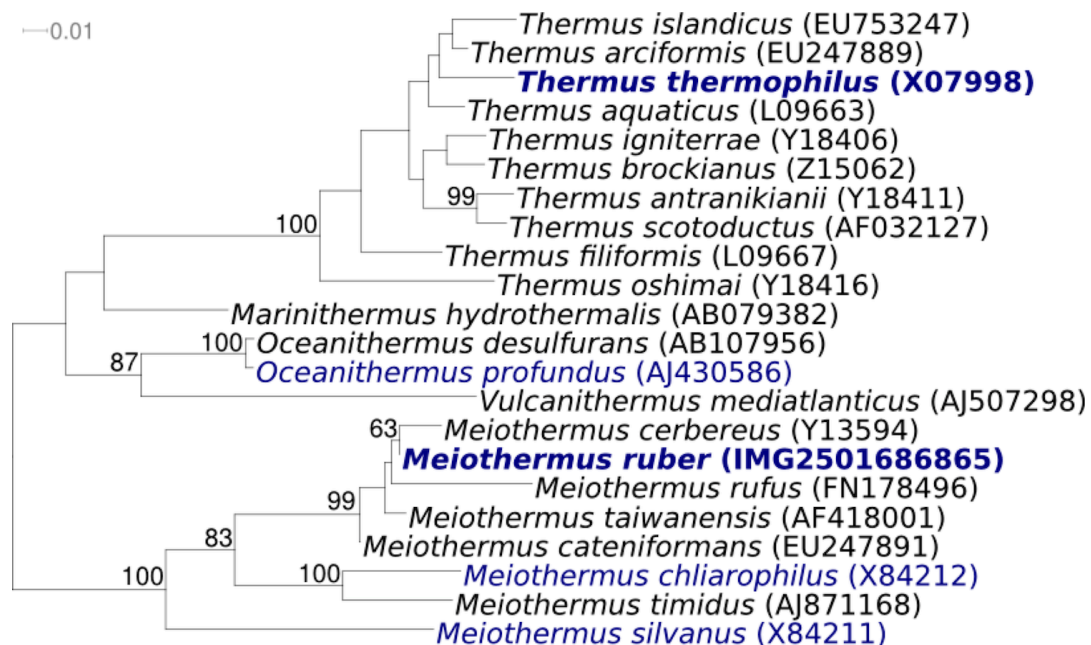 0.01
Thermus islandicus (EU753247)
Thermus arciformis (EU247889)
Thermus thermophilus (X07998)
Thermus aquaticus (L09663)
Thermus igniterrae (Y18406)
Thermus brockianus (Z15062)
99
Thermus antranikianii (Y18411)
Thermus scotoductus (AF032127)
100
Thermus filiformis (L09667)
Thermus oshimai (Y18416)
Marinithermus hydrothermalis (AB079382)
100
Oceanithermus desulfurans (AB107956)
87
Oceanithermus profundus (AJ430586)
Vulcanithermus mediatlanticus (AJ507298)
63
Meiothermus cerbereus (Y13594)
Meiothermus ruber (IMG2501686865)
Meiothermus rufus (FN178496)
99
Meiothermus taiwanensis (AF418001)
83
Meiothermus cateniformans (EU247891)
100
100
Meiothermus chliarophilus (X84212)
Meiothermus timidus (AJ871168)
Meiothermus silvanus (X84211)